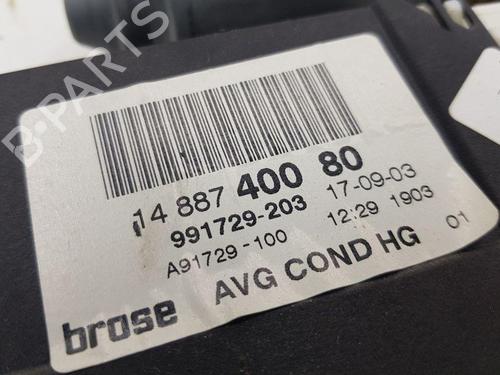 B-PARTS
14 887 400 80
991729-203 17-09-03
A91729-100 12:29 1903
AVG COND HG 01
brose